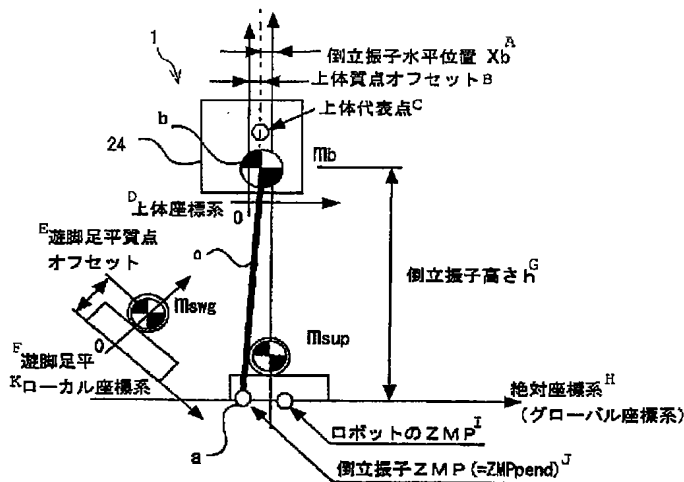 1
倒立振子水平位置 Xb A
上体質点オフセット B
上体代表点 C
b
24
mb
D 上体座標系
0
E 遊脚足平質点
オフセット
c
倒立振子高さh G
mswg
msup
0
F 遊脚足平
K ローカル座標系
絶対座標系 H
(グローバル座標系)
a
ロボットのZMP I
倒立振子ZMP(=ZMPpend) J